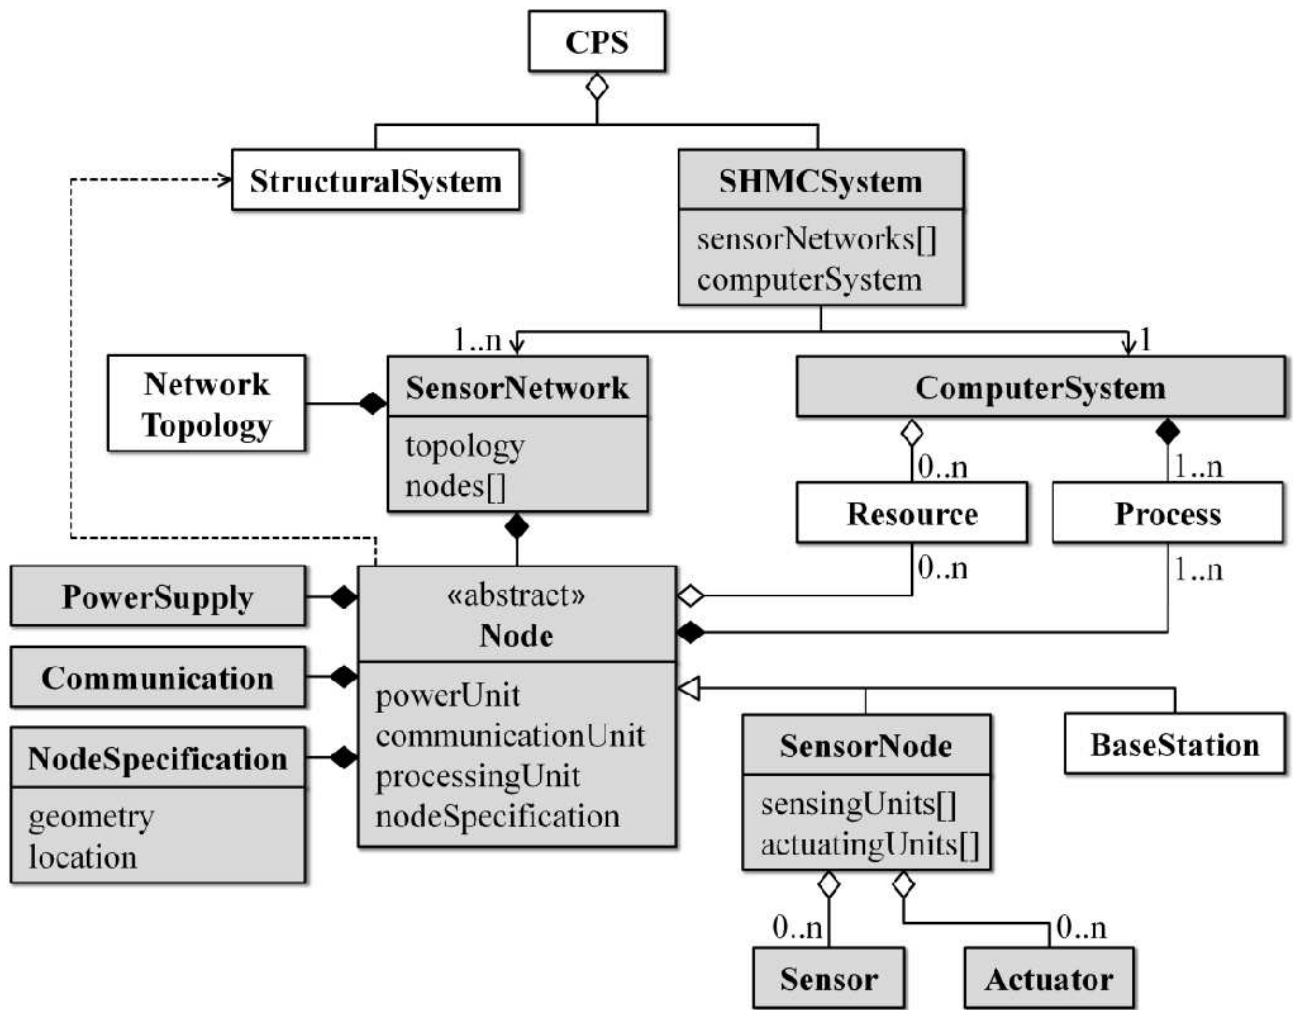 CPS
StructuralSystem
SHMCSystem
sensorNetworks[]
computerSystem
1..n
1
Network
Topology
SensorNetwork
topology
nodes[]
ComputerSystem
0..n
1..n
Resource
Process
0..n
1..n
PowerSupply
Communication
NodeSpecification
geometry
location
«abstract»
Node
powerUnit
communicationUnit
processingUnit
nodeSpecification
SensorNode
sensingUnits[]
actuatingUnits[]
BaseStation
0..n
0..n
Sensor
Actuator